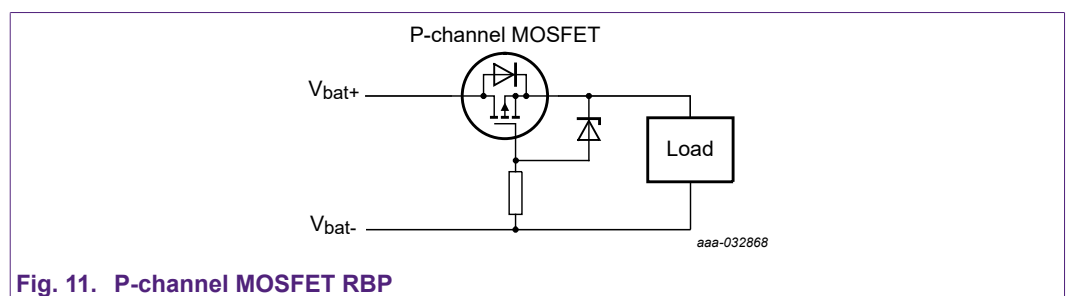 P-channel MOSFET
Vbat+
Load
Vbat-
aaa-032868
Fig. 11. P-channel MOSFET RBP